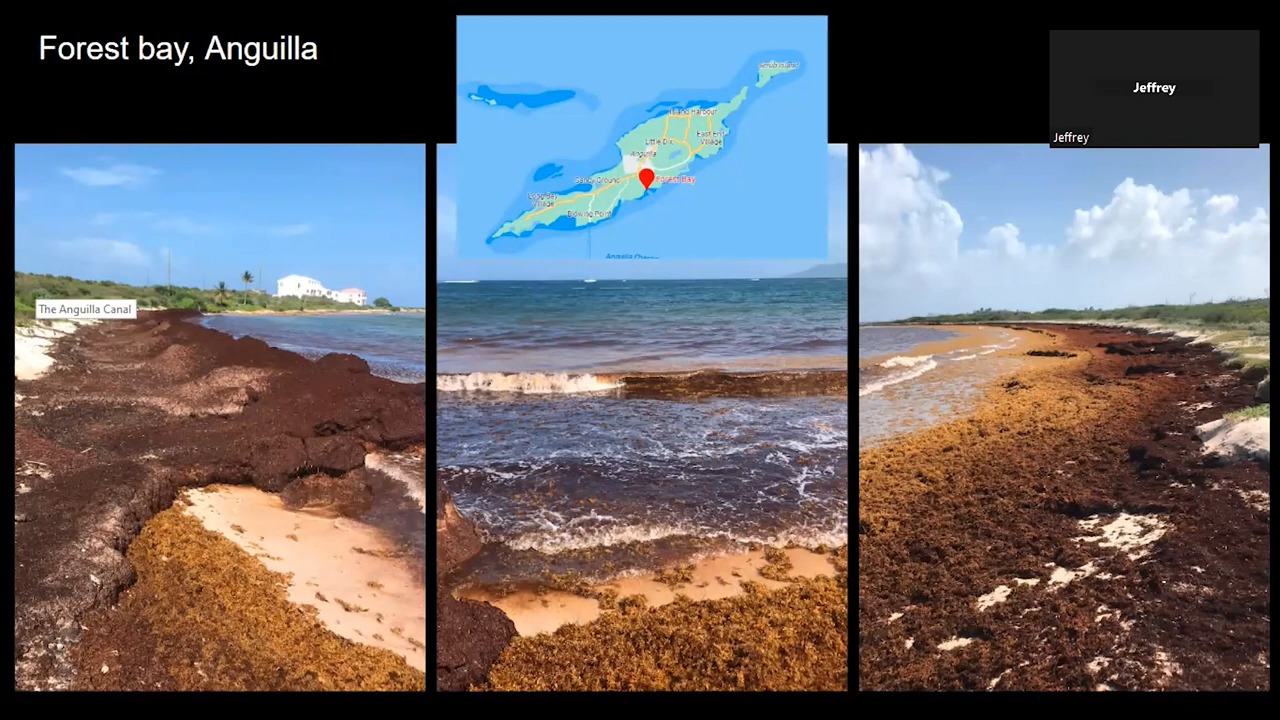 Forest bay, Anguilla
Scrub Island
Island Harbour
Little Dix
East End
Village
Anguilla
Sandy Ground
Forest Bay
Long Bay
Village
Blowing Point
Jeffrey
Jeffrey
The Anguilla Canal